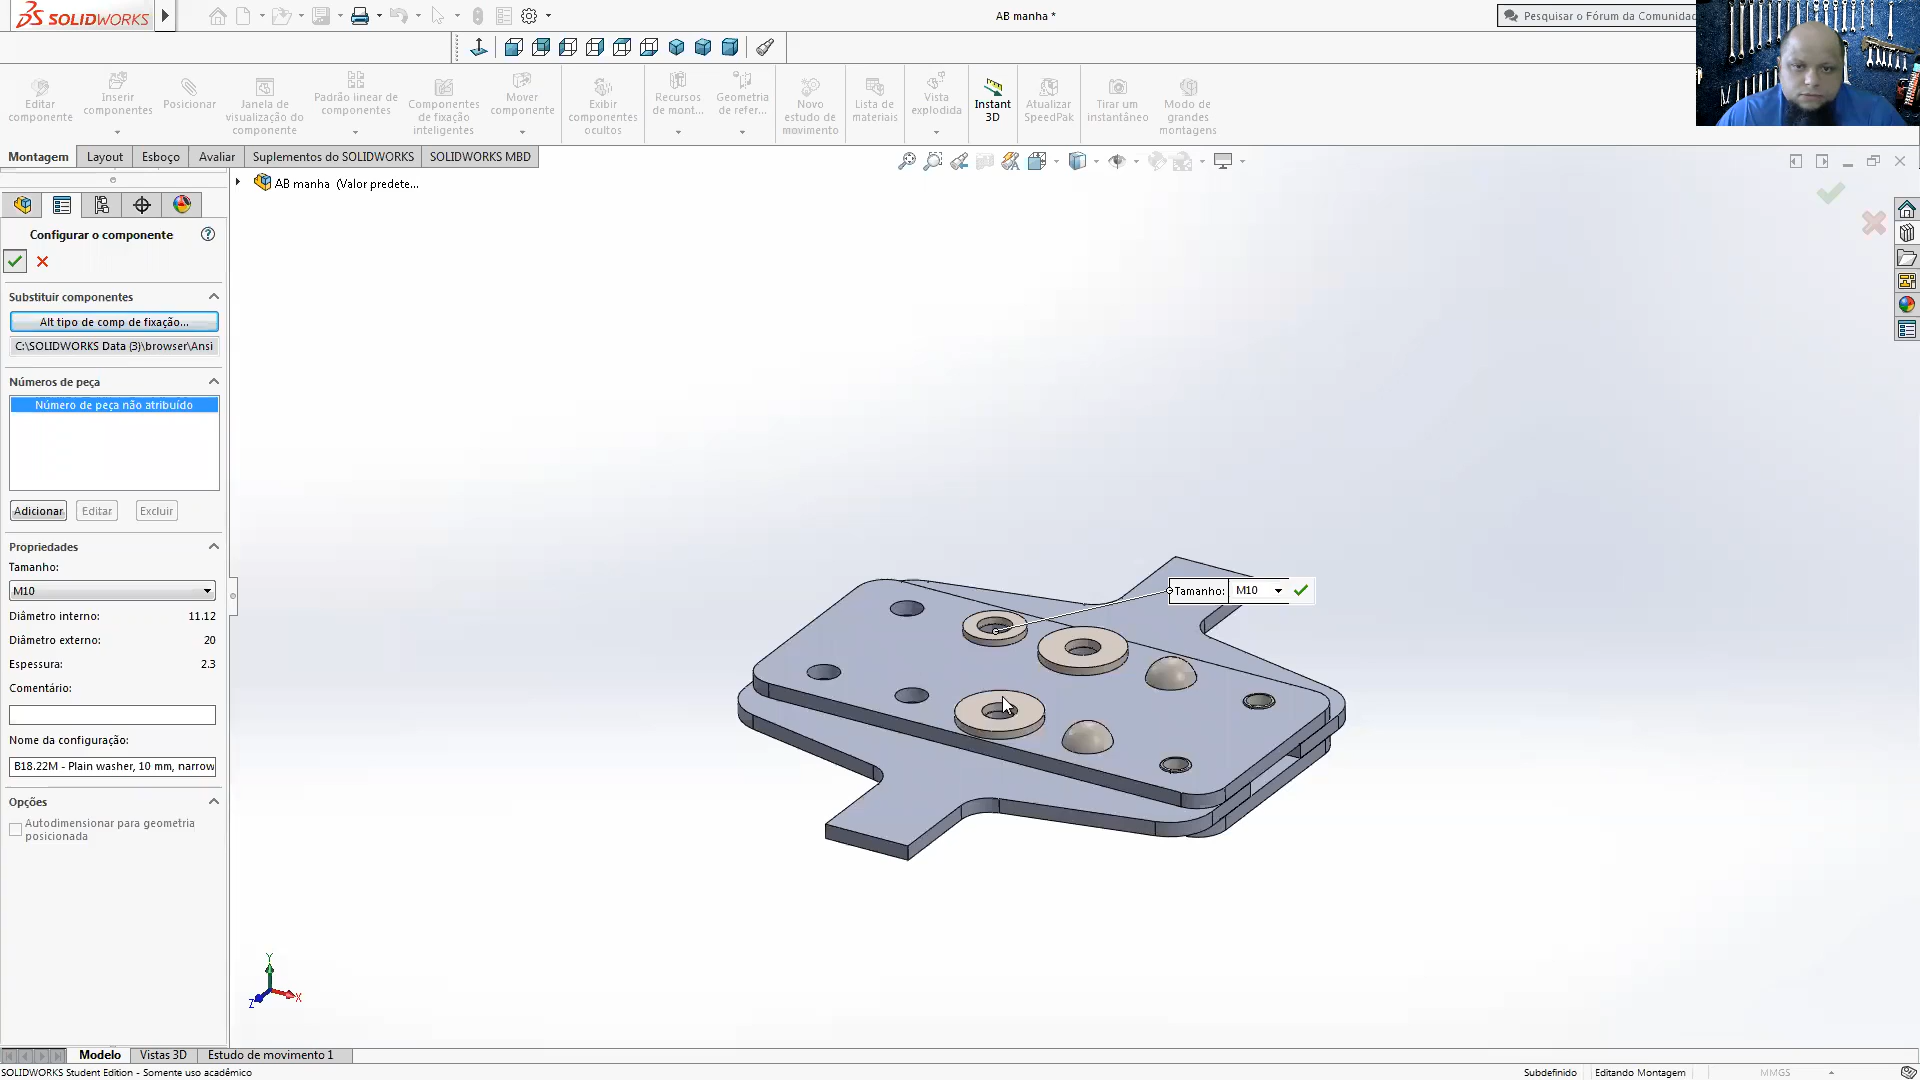 SOLIDWORKS
AB manha *
Pesquisar o Fórum da Comunidad
Editar componente
Inserir componentes
Posicionar
Janela de visualização do componente
Padrão linear de componentes
Componentes de fixação inteligentes
Mover componente
Exibir componentes ocultos
Recursos de mont...
Geometria de refer...
Novo estudo de movimento
Lista de materiais
Vista explodida
Instant 3D
Atualizar SpeedPak
Tirar um instantâneo
Modo de grandes montagens
Montagem
Layout
Esboço
Avaliar
Suplementos do SOLIDWORKS
SOLIDWORKS MBD
AB manha (Valor predete...
Configurar o componente
Substituir componentes
Alt tipo de comp de fixação...
C:\SOLIDWORKS Data (3)\browser\Ansi
Números de peça
Número de peça não atribuído
Adicionar
Editar
Excluir
Propriedades
Tamanho:
M10
Diâmetro interno: 11.12
Diâmetro externo: 20
Espessura: 2.3
Comentário:
Nome da configuração:
B18.22M - Plain washer, 10 mm, narrow
Opções
Autodimensionar para geometria
posicionada
Tamanho: M10
Y
X
Z
Modelo
Vistas 3D
Estudo de movimento 1
SOLIDWORKS Student Edition - Somente uso acadêmico
Subdefinido
Editando Montagem
MMGS